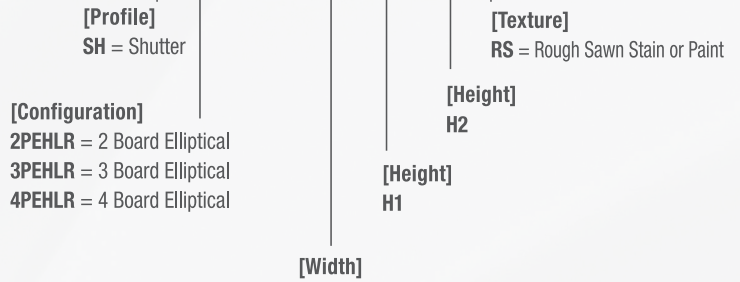 [Profile]
SH = Shutter
[Texture]
RS = Rough Sawn Stain or Paint
[Configuration]
2PEHLR = 2 Board Elliptical
3PEHLR = 3 Board Elliptical
4PEHLR = 4 Board Elliptical
[Height]
H2
[Height]
H1
[Width]